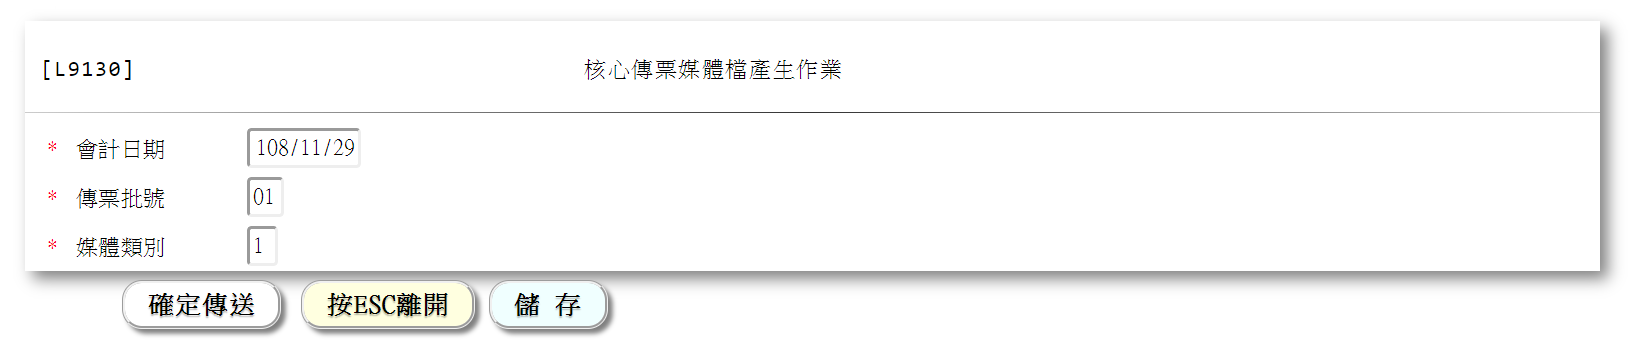 [L9130] 核心傳票媒體檔產生作業
* 會計日期 108/11/29
* 傳票批號 01
* 媒體類別 1
確定傳送 按ESC離開 儲 存